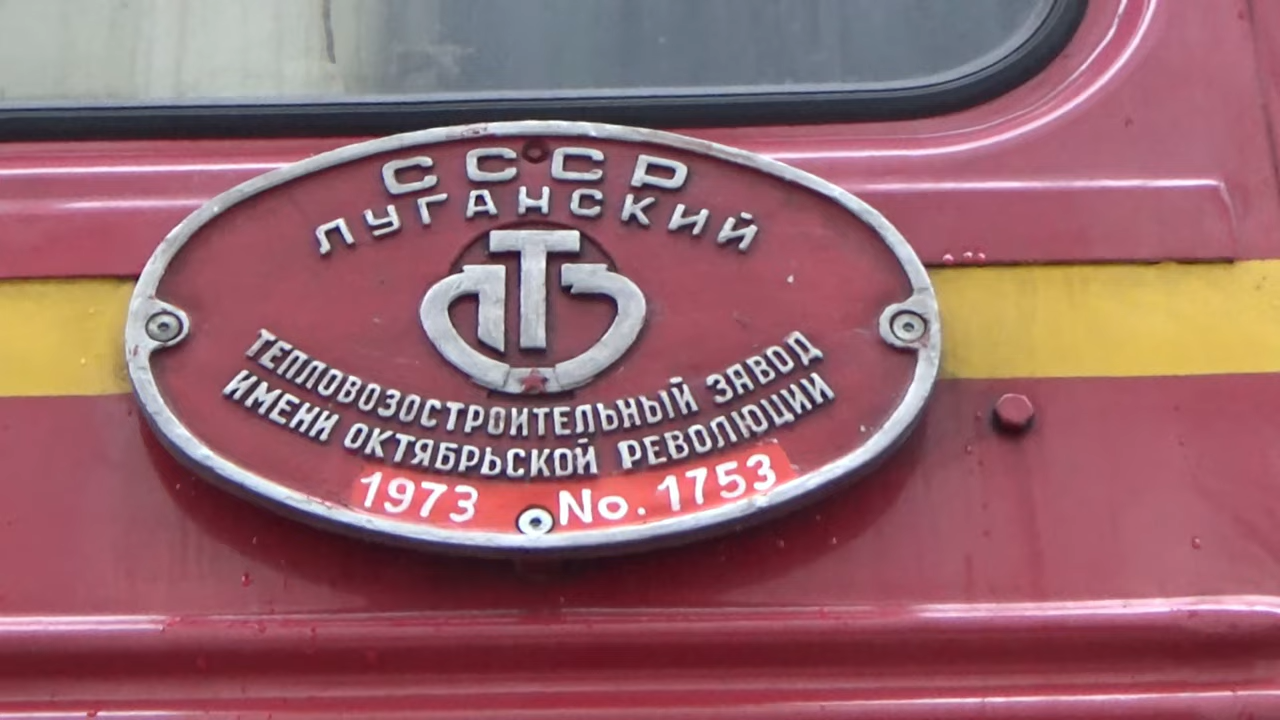 СССР
ЛУГАНСКИЙ
ЛТЗ
ТЕПЛОВОЗОСТРОИТЕЛЬНЫЙ ЗАВОД
ИМЕНИ ОКТЯБРЬСКОЙ РЕВОЛЮЦИИ
1973 No. 1753